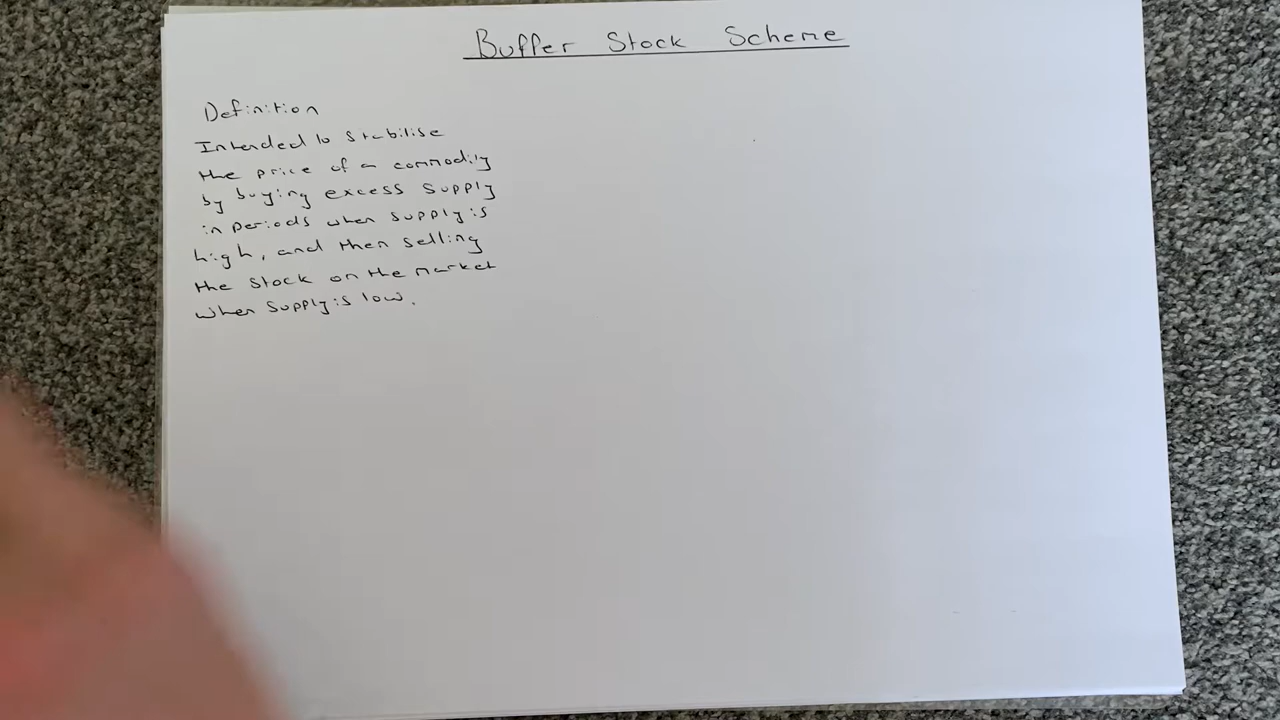 Buffer Stock Scheme
Definition
Intended to stabilise
the price of a commodity
by buying excess supply
in periods when supply is
high, and then selling
the stock on the market
when supply is low.